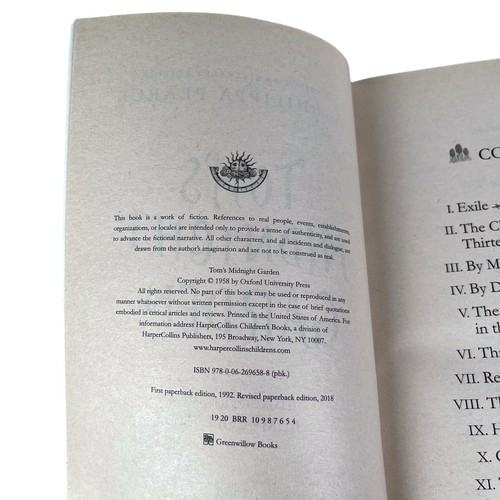 This book is a work of fiction. References to real people, events, establishments,
organizations, or locales are intended only to provide a sense of authenticity, and are used
to advance the fictional narrative. All other characters, and all incidents and dialogue, are
drawn from the author's imagination and are not to be construed as real.
Tom's Midnight Garden
Copyright © 1958 by Oxford University Press
All rights reserved. No part of this book may be used or reproduced in any
manner whatsoever without written permission except in the case of brief quotations
embodied in critical articles and reviews. Printed in the United States of America. For
information address HarperCollins Children's Books, a division of
HarperCollins Publishers, 195 Broadway, New York, NY 10007.
www.harpercollinschildrens.com
ISBN 978-0-06-269658-8 (pbk.)
First paperback edition, 1992. Revised paperback edition, 2018
19 20 BRR 10 9 8 7 6 5 4
Greenwillow Books
CO
I. Exile
II. The C
Thirte
III. By M
IV. By D
V. The
in th
VI. Th
VII. Re
VIII. Th
IX. H
X.
XI.